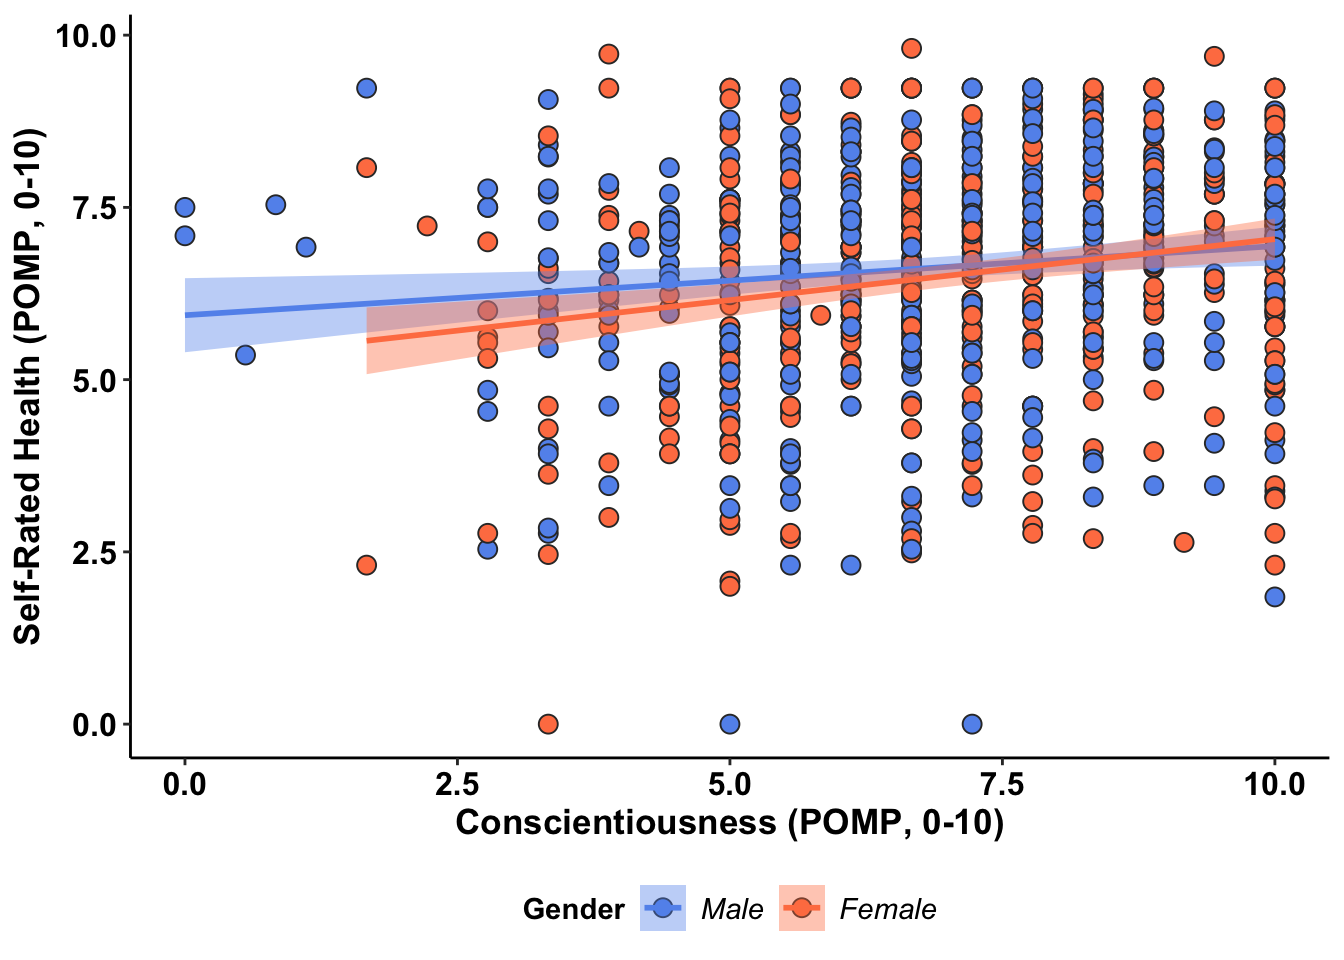 Self-Rated Health (POMP, 0-10)
10.0
7.5
5.0
2.5
0.0
0.0 2.5 5.0 7.5 10.0
Conscientiousness (POMP, 0-10)
Gender Male Female